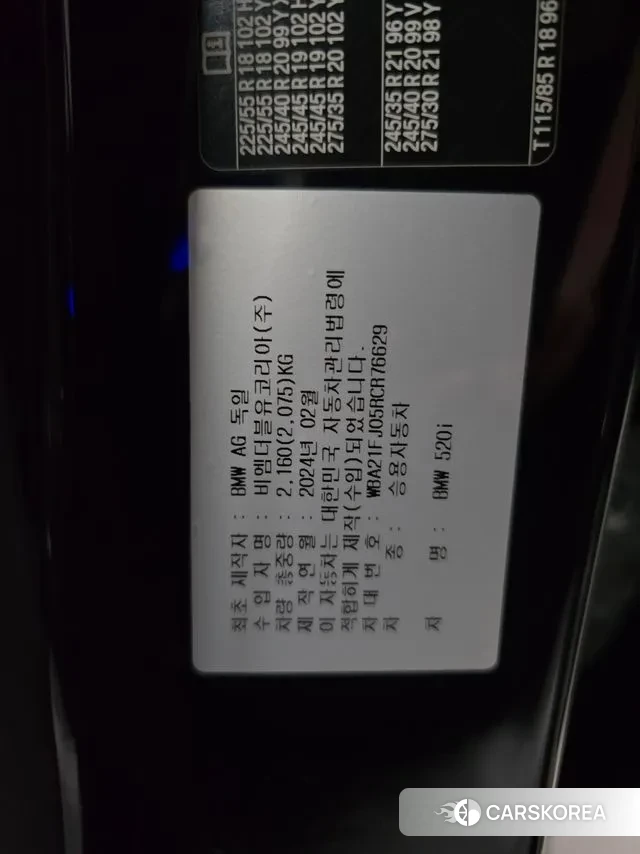 225/55 R 18 102 H
225/55 R 18 102 Y
245/40 R 20 99 Y
245/45 R 19 102 H
245/45 R 19 102 Y
275/35 R 20 102 Y
245/35 R 21 96 Y
245/40 R 20 99 V
275/30 R 21 98 Y
T 115/85 R 18 96
최초 제작자 : BMW AG 독일
수 입 자 명 : 비엠더블유코리아(주)
차량 총중량 : 2,160(2,075)KG
제 작 연 월 : 2024년 02월
이 자동차는 대한민국 자동차관리법령에
적합하게 제작(수입)되었습니다.
차 대 번 호 : WBA21FJ05RCR76629
차 종 : 승용자동차
차 명 : BMW 520i
CARSKOREA